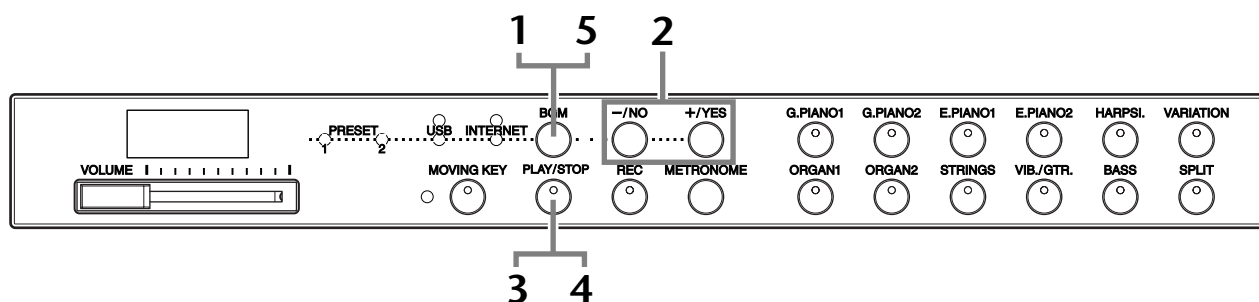 1 5 2
BGM −/NO +/YES G.PIANO1 G.PIANO2 E.PIANO1 E.PIANO2 HARPSI. VARIATION
PRESET USB INTERNET
1 2
VOLUME MOVING KEY PLAY/STOP REC METRONOME ORGAN1 ORGAN2 STRINGS VIB./GTR. BASS SPLIT
3 4